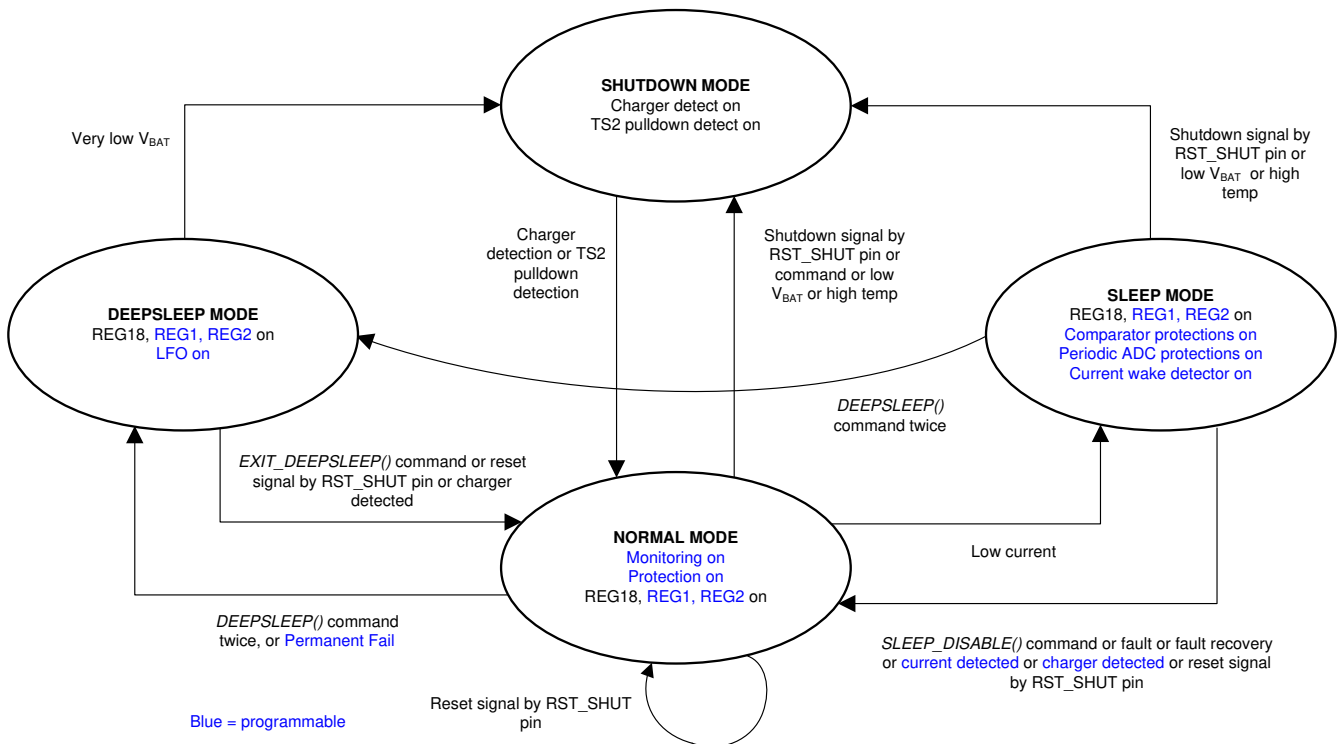 SHUTDOWN MODE
Charger detect on
TS2 pulldown detect on
Very low VBAT
Shutdown signal by
RST_SHUT pin or
low VBAT or high
temp
Charger
detection or TS2
pulldown
detection
Shutdown signal by
RST_SHUT pin or
command or low
VBAT or high temp
DEEPSLEEP MODE
REG18, REG1, REG2 on
LFO on
SLEEP MODE
REG18, REG1, REG2 on
Comparator protections on
Periodic ADC protections on
Current wake detector on
DEEPSLEEP()
command twice
EXIT_DEEPSLEEP() command or reset
signal by RST_SHUT pin or charger
detected
NORMAL MODE
Monitoring on
Protection on
REG18, REG1, REG2 on
Low current
DEEPSLEEP() command
twice, or Permanent Fail
SLEEP_DISABLE() command or fault or fault recovery
or current detected or charger detected or reset signal
by RST_SHUT pin
Reset signal by RST_SHUT
pin
Blue = programmable